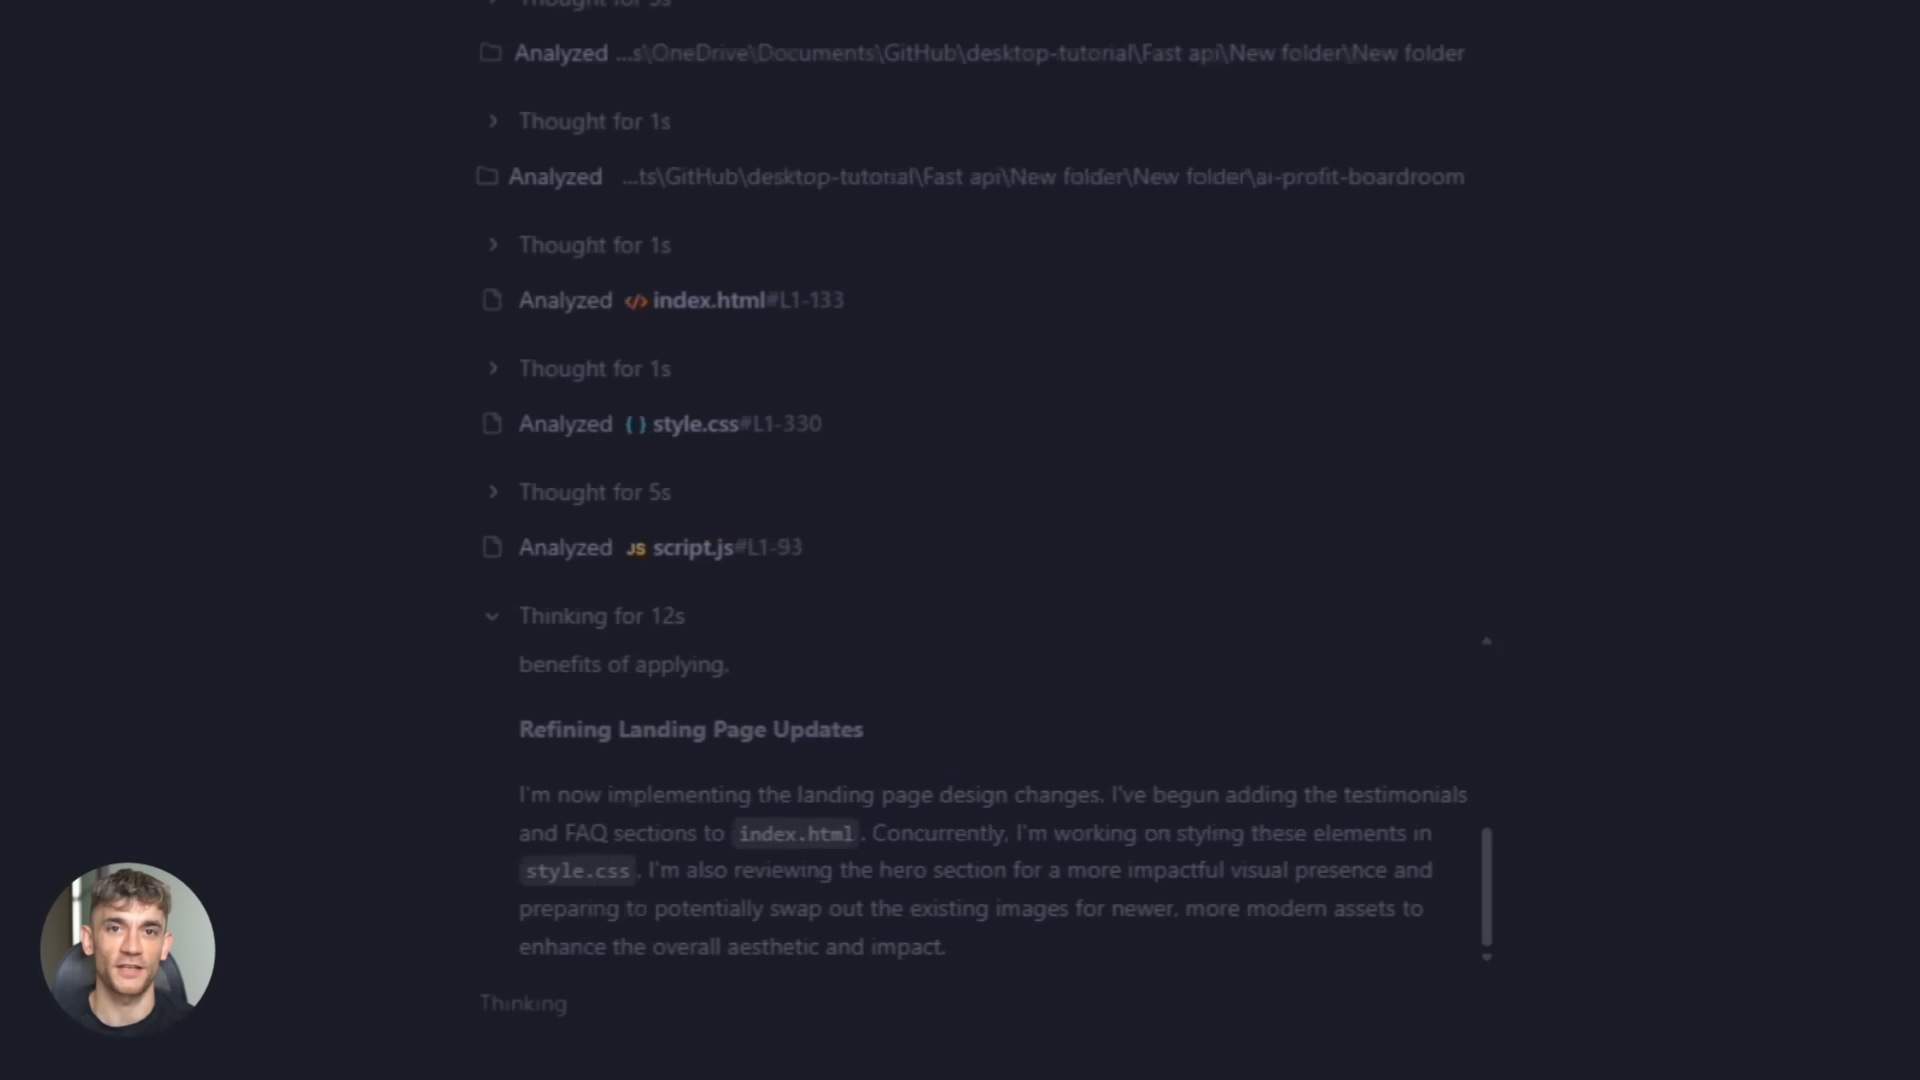 Thought for 5s
Analyzed ...s\OneDrive\Documents\GitHub\desktop-tutorial\Fast api\New folder\New folder
Thought for 1s
Analyzed ...ts\GitHub\desktop-tutorial\Fast api\New folder\New folder\ai-profit-boardroom
Thought for 1s
Analyzed </> index.html#L1-133
Thought for 1s
Analyzed { } style.css#L1-330
Thought for 5s
Analyzed JS script.js#L1-93
Thinking for 12s
benefits of applying.
Refining Landing Page Updates
I'm now implementing the landing page design changes. I've begun adding the testimonials
and FAQ sections to index.html. Concurrently, I'm working on styling these elements in
style.css. I'm also reviewing the hero section for a more impactful visual presence and
preparing to potentially swap out the existing images for newer, more modern assets to
enhance the overall aesthetic and impact.
Thinking